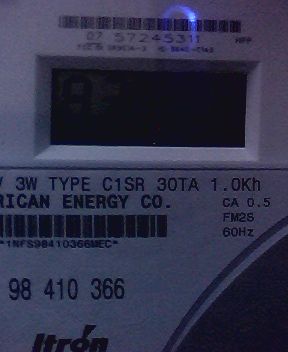 07 57245311
V 3W TYPE C1SR 30TA 1.0Kh
RICAN ENERGY CO.
CA 0.5
FM2S
60Hz
*1NFS98410366MEC*
98 410 366
Itrón